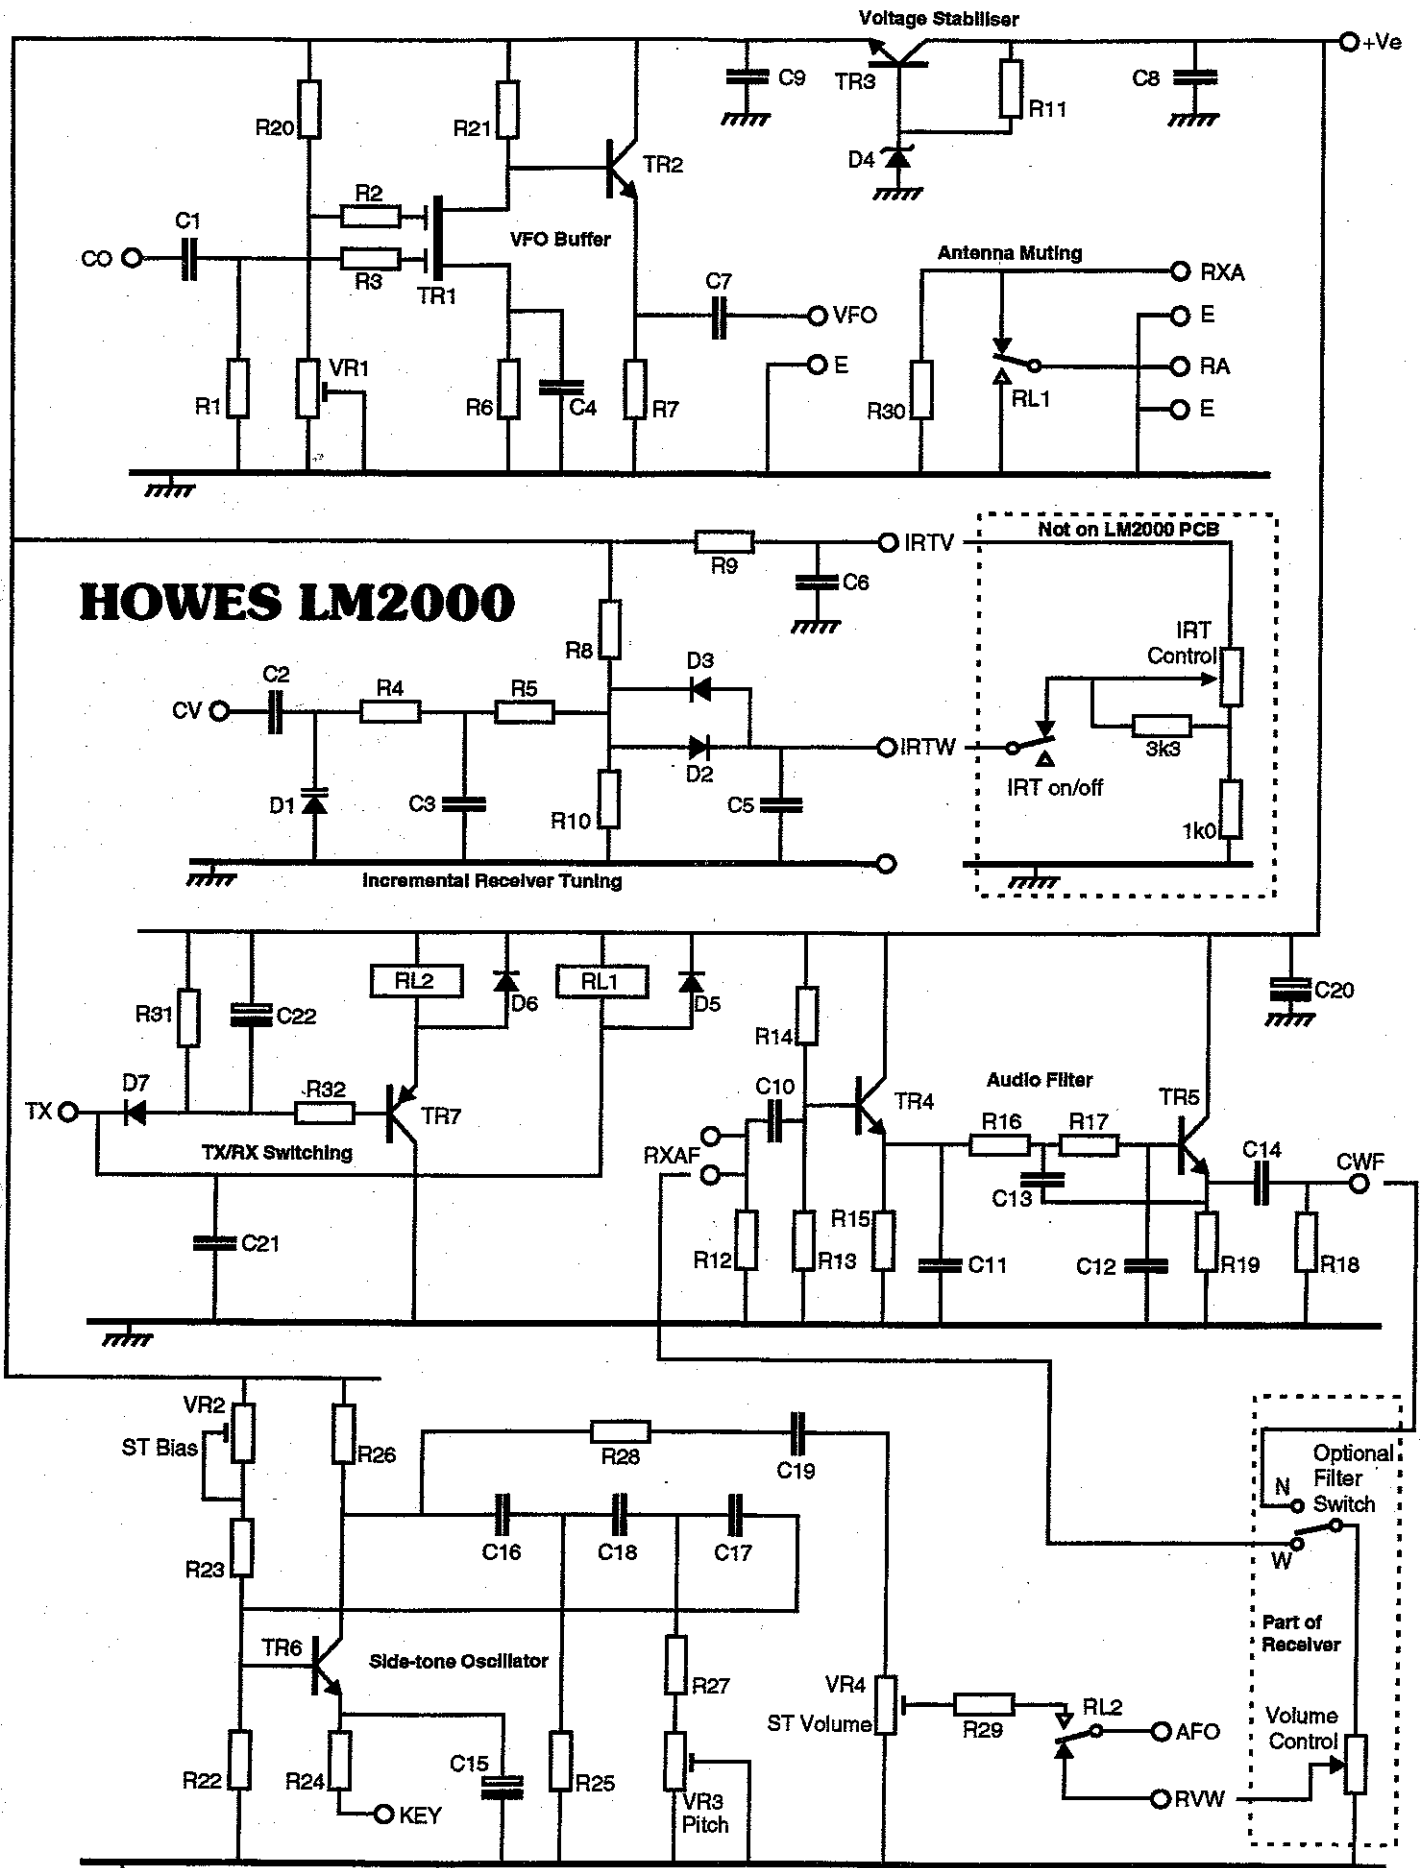 Voltage Stabiliser
+Ve
C9
TR3
C8
R11
R20
R21
D4
TR2
R2
C1
VFO Buffer
CO
R3
TR1
Antenna Muting
RXA
C7
VFO
E
E
VR1
RA
R1
R6
C4
R7
R30
RL1
E
Not on LM2000 PCB
IRTV
R9
C6
HOWES LM2000
IRT
Control
R8
D3
C2
R4
R5
CV
IRTW
3k3
D2
IRT on/off
D1
C3
C5
R10
1k0
Incremental Receiver Tuning
RL2
RL1
D6
D5
C20
R31
C22
R14
D7
R32
C10
Audio Filter
TR5
TR4
TX
TR7
R16
R17
TX/RX Switching
RXAF
C14
CWF
C13
R15
C21
R12
R13
C11
C12
R19
R18
VR2
ST Bias
R26
R28
C19
Optional
Filter
Switch
N
C16
C18
C17
W
R23
Part of
Receiver
TR6
Side-tone Oscillator
R27
VR4
ST Volume
R29
RL2
AFO
Volume
Control
R22
R24
C15
R25
VR3
Pitch
RVW
KEY